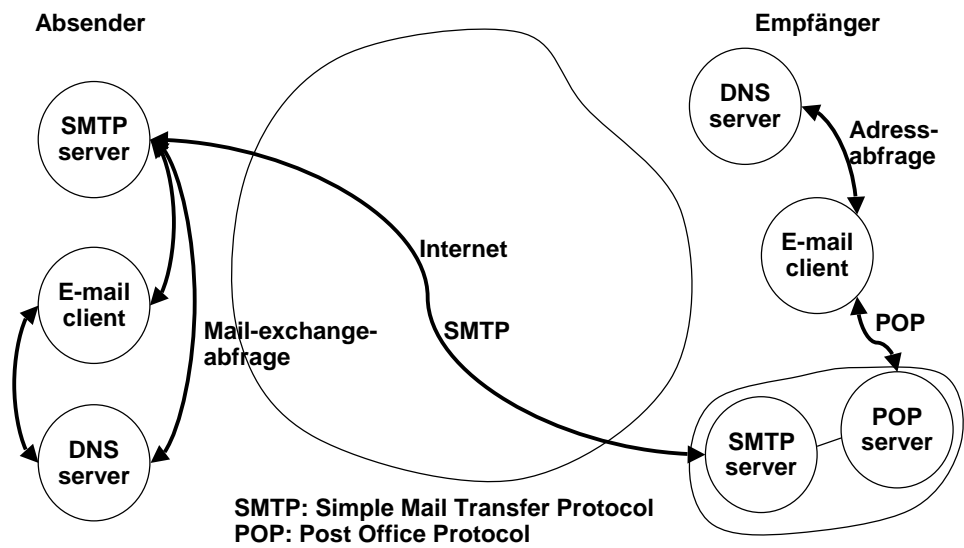 Absender
Empfänger
SMTP
server
DNS
server
Adress-
abfrage
E-mail
client
Internet
E-mail
client
Mail-exchange-
abfrage
SMTP
POP
DNS
server
SMTP
server
POP
server
SMTP: Simple Mail Transfer Protocol
POP: Post Office Protocol